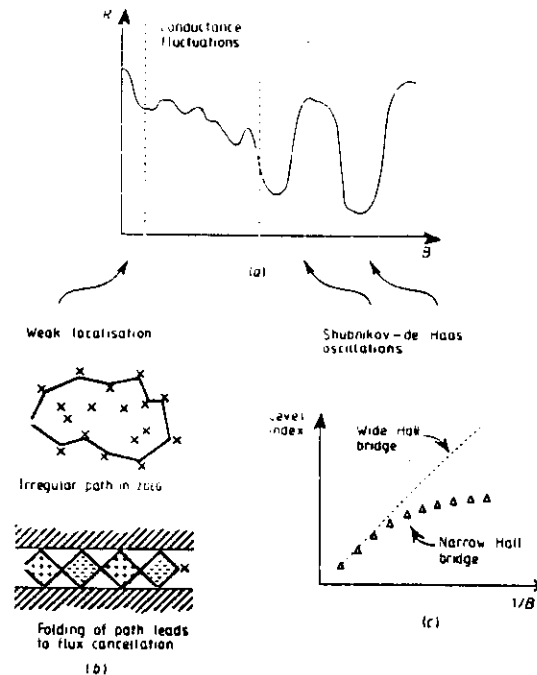 R
conductance
fluctuations
B
(a)
Weak localisation
Shubnikov-de Haas
oscillations
Irregular path in 2DEG
Folding of path leads
to flux cancellation
(b)
Level
index
Wide Hall
bridge
Narrow Hall
bridge
1/B
(c)